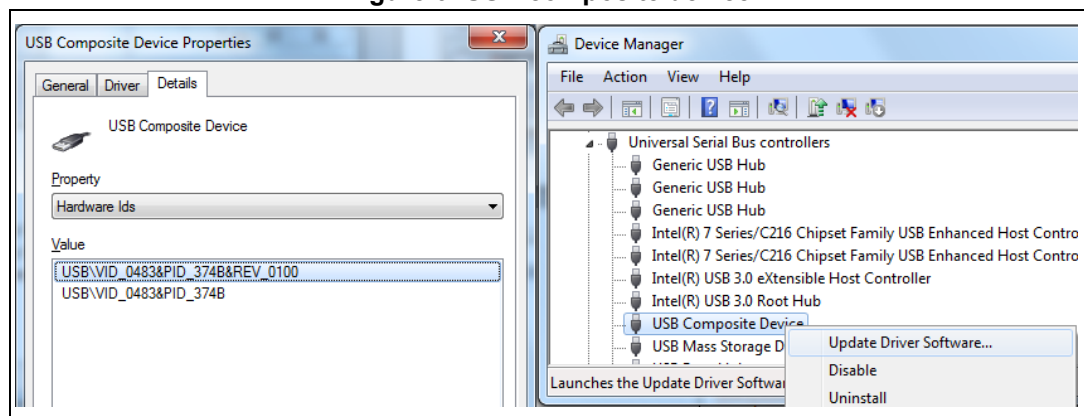 USB Composite Device Properties
General Driver Details
USB Composite Device
Property
Hardware Ids
Value
USB\VID_0483&PID_374B&REV_0100
USB\VID_0483&PID_374B
Device Manager
File Action View Help
Universal Serial Bus controllers
Generic USB Hub
Generic USB Hub
Generic USB Hub
Intel(R) 7 Series/C216 Chipset Family USB Enhanced Host Contro
Intel(R) 7 Series/C216 Chipset Family USB Enhanced Host Contro
Intel(R) USB 3.0 eXtensible Host Controller
Intel(R) USB 3.0 Root Hub
USB Composite Device
USB Mass Storage D
Launches the Update Driver Softwa
Update Driver Software...
Disable
Uninstall